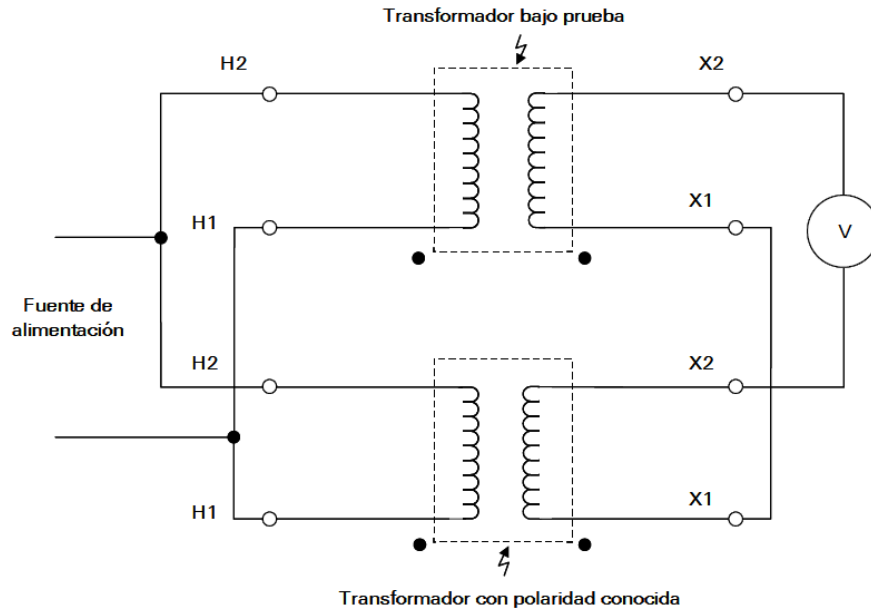 Transformador bajo prueba
H2
X2
H1
X1
V
Fuente de
alimentación
H2
X2
H1
X1
Transformador con polaridad conocida